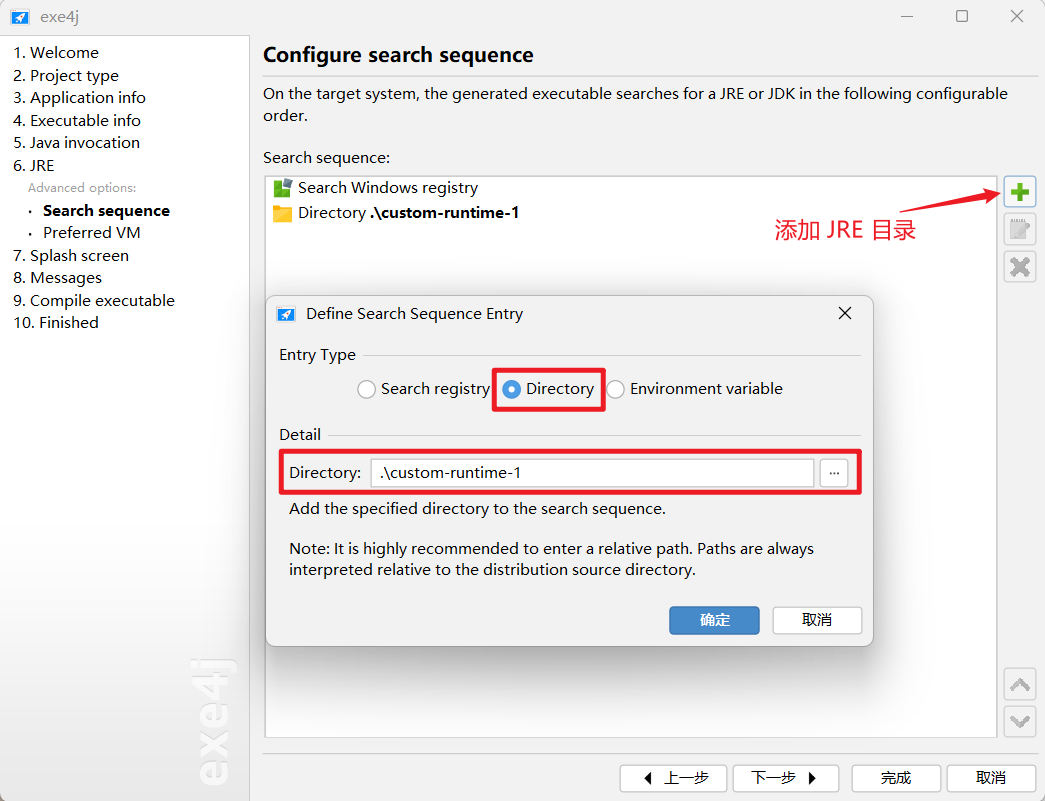 exe4j
1. Welcome
2. Project type
3. Application info
4. Executable info
5. Java invocation
6. JRE
Advanced options:
· Search sequence
· Preferred VM
7. Splash screen
8. Messages
9. Compile executable
10. Finished
exe4j
Configure search sequence
On the target system, the generated executable searches for a JRE or JDK in the following configurable
order.
Search sequence:
Search Windows registry
Directory .\custom-runtime-1
添加 JRE 目录
Define Search Sequence Entry
Entry Type
Search registry Directory Environment variable
Detail
Directory: .\custom-runtime-1 ...
Add the specified directory to the search sequence.
Note: It is highly recommended to enter a relative path. Paths are always
interpreted relative to the distribution source directory.
确定 取消
上一步 下一步 完成 取消